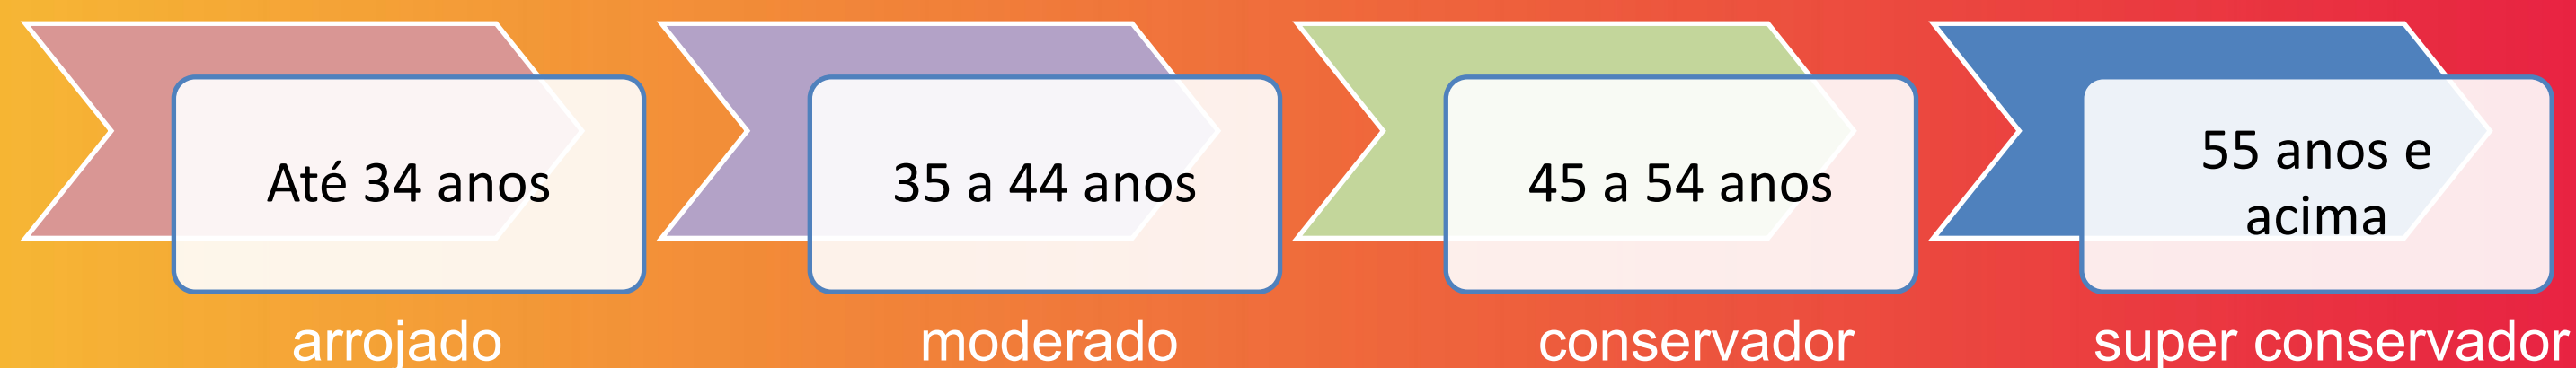 Até 34 anos
35 a 44 anos
45 a 54 anos
55 anos e
acima
arrojado
moderado
conservador
super conservador